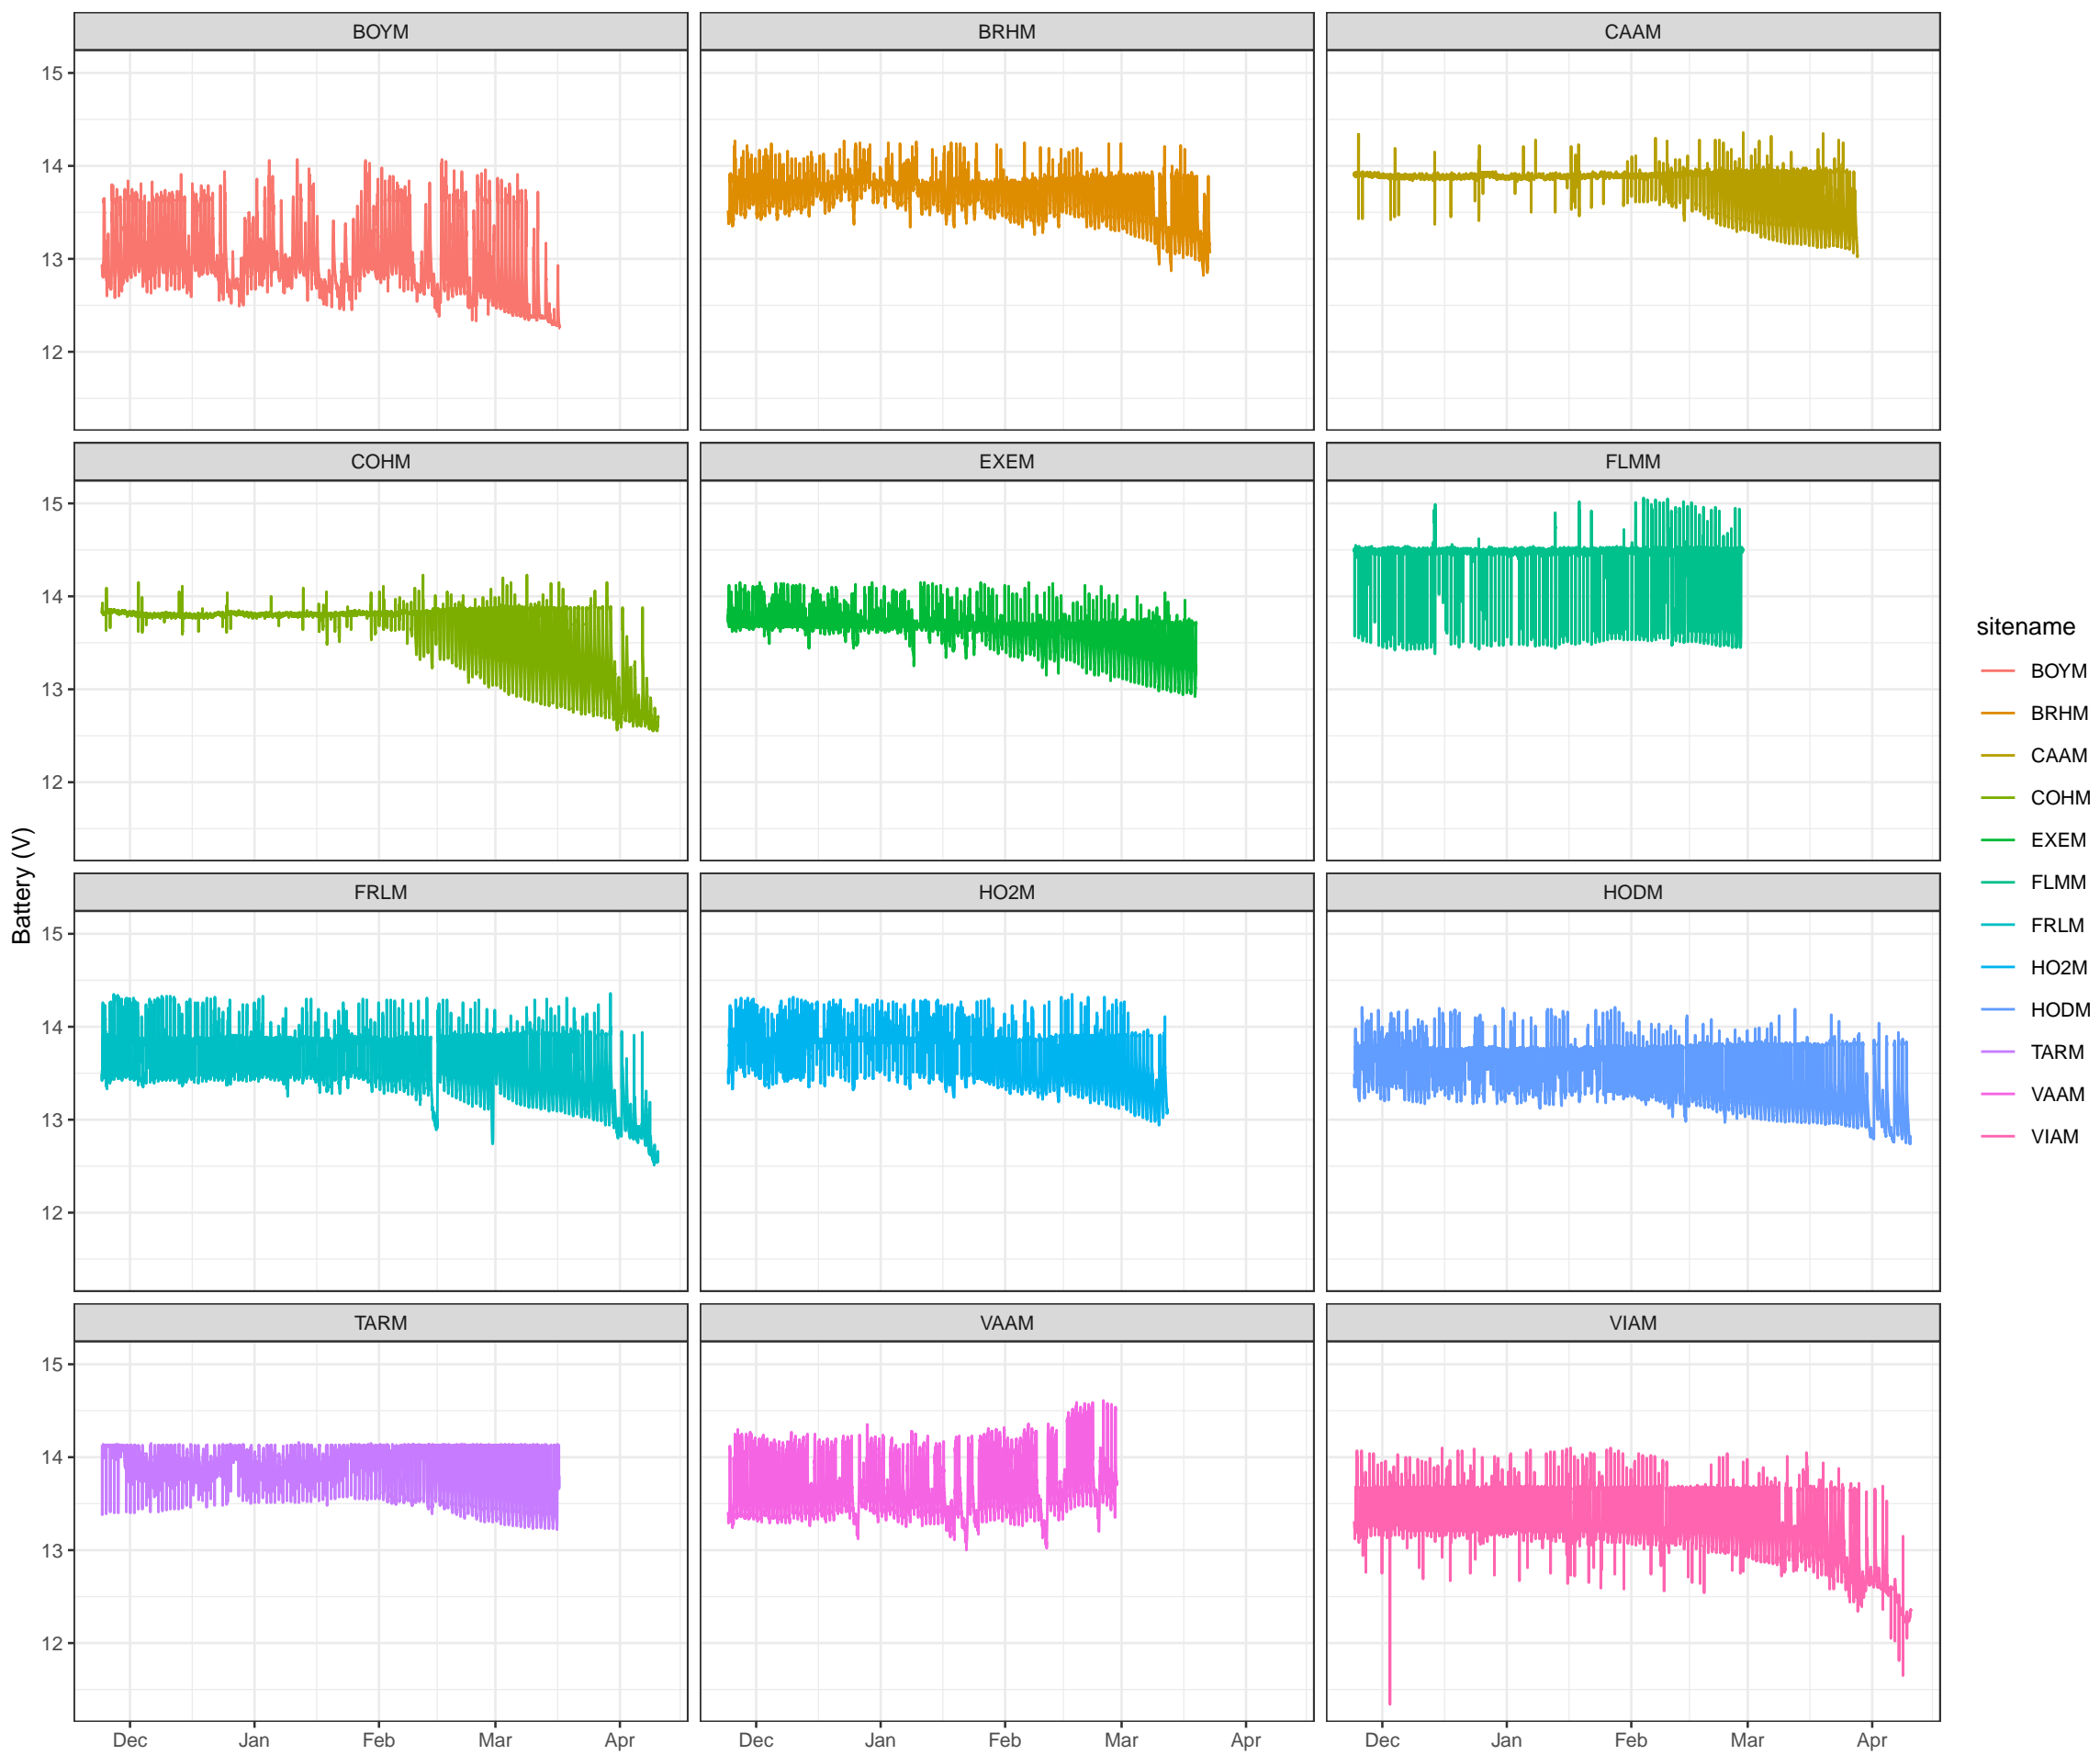 BOYM BRHM CAAM
15
14
13
12
COHM EXEM FLMM
15
14
13
12
FRLM HO2M HODM
15
14
13
12
TARM VAAM VIAM
15
14
13
12
Dec Jan Feb Mar Apr Dec Jan Feb Mar Apr Dec Jan Feb Mar Apr
Battery (V)
sitename
BOYM
BRHM
CAAM
COHM
EXEM
FLMM
FRLM
HO2M
HODM
TARM
VAAM
VIAM